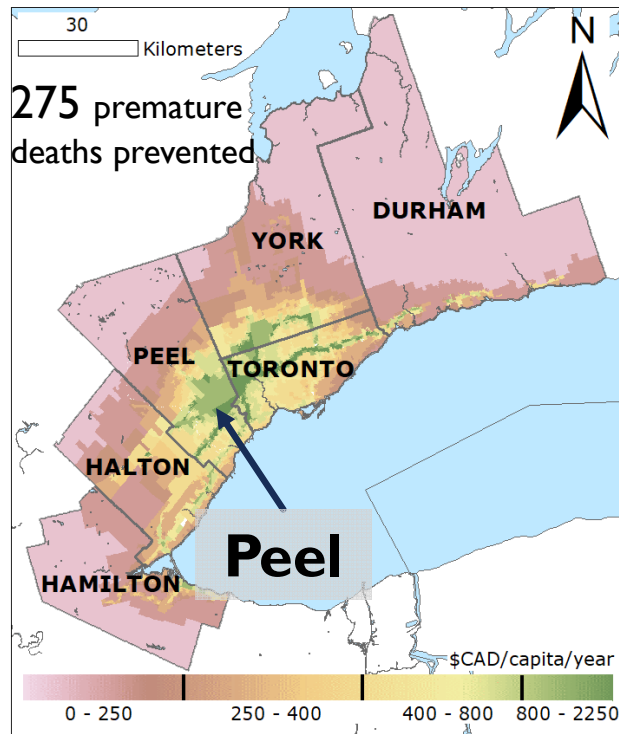 30
Kilometers
N
275 premature
deaths prevented
DURHAM
YORK
PEEL
TORONTO
HALTON
Peel
HAMILTON
$CAD/capita/year
0 - 250 250 - 400 400 - 800 800 - 2250